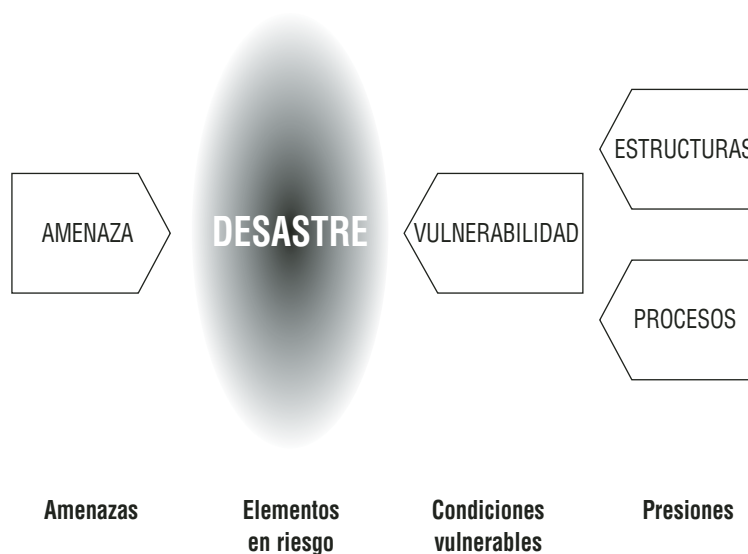 ESTRUCTURAS
AMENAZA
DESASTRE
VULNERABILIDAD
PROCESOS
Amenazas
Elementos
en riesgo
Condiciones
vulnerables
Presiones